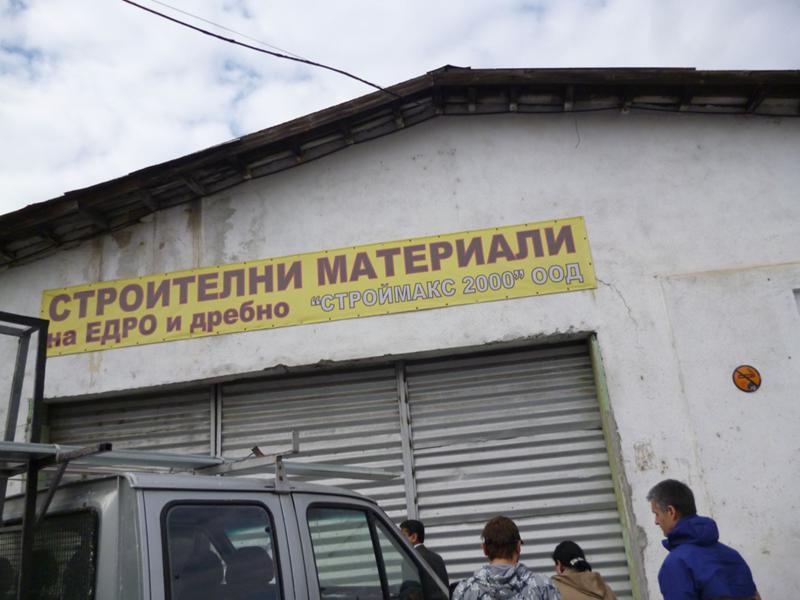 СТРОИТЕЛНИ МАТЕРИАЛИ
на ЕДРО и дребно "СТРОЙМАКС 2000" ООД